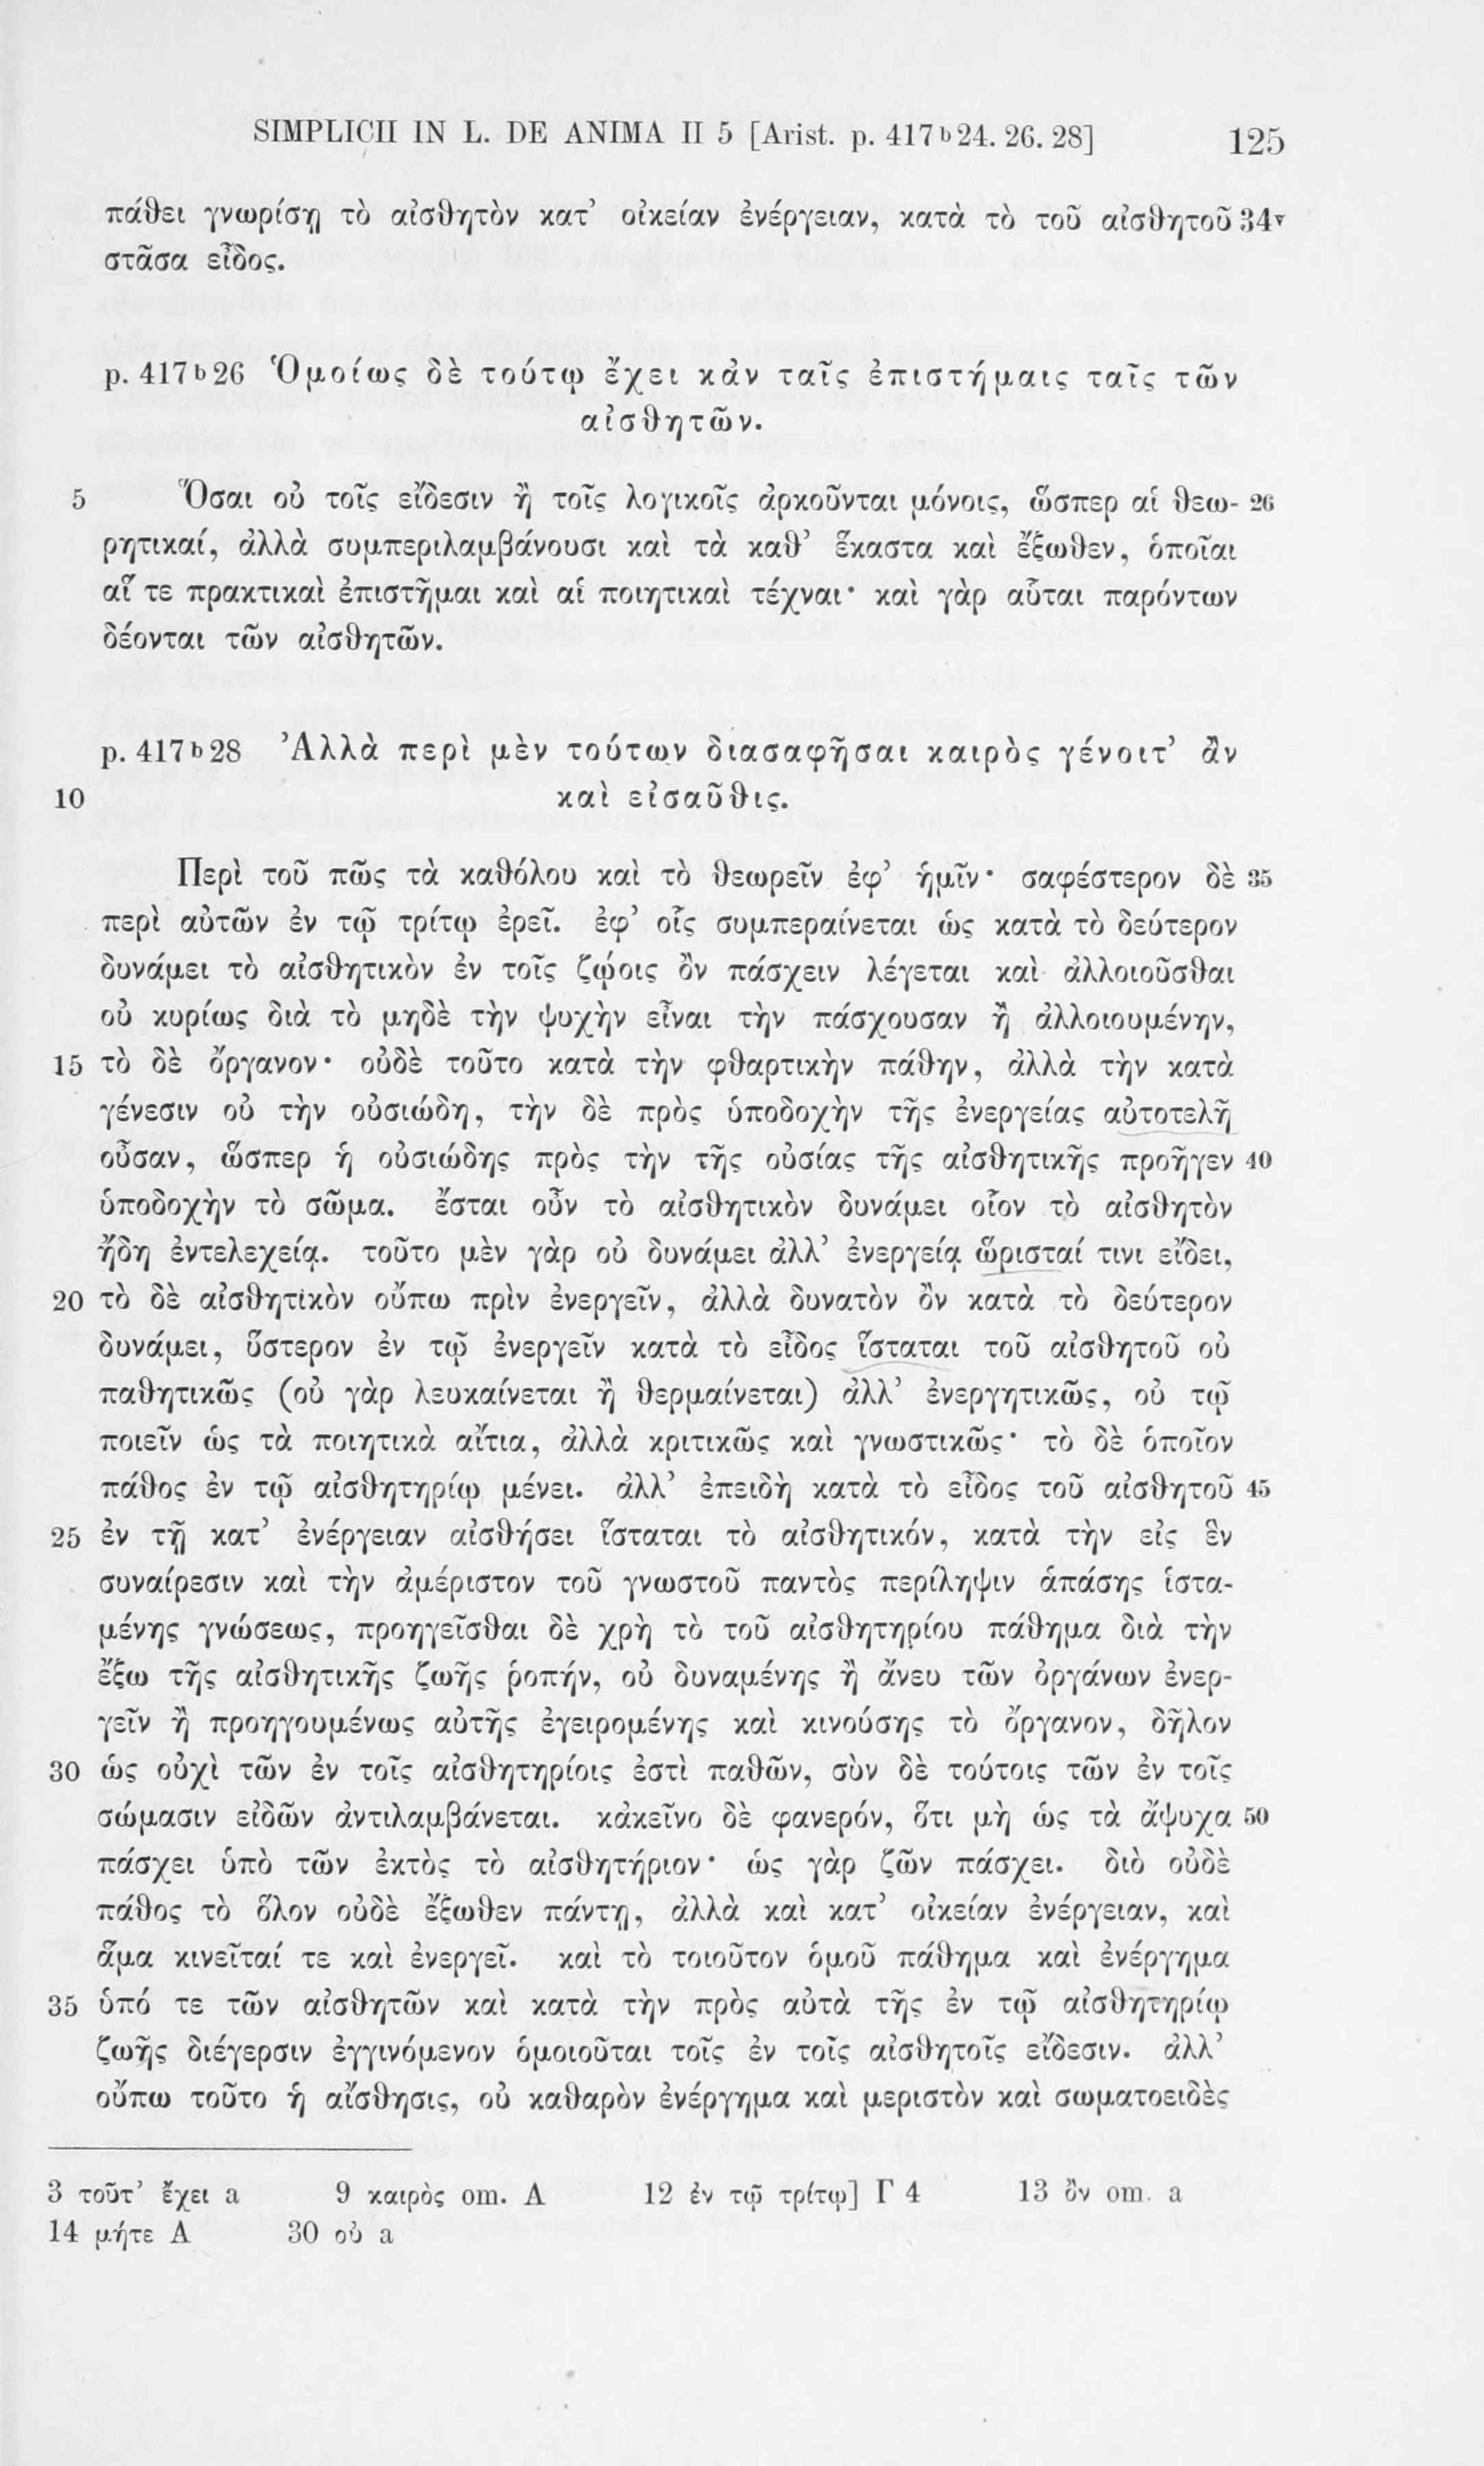 SIMPLICII IN L. DE ANIMA II 5 [Arist. p. 417b24. 26. 28] 125
πάθει γνωρίσῃ τὸ αἰσθητὸν κατ’ οἰκείαν ἐνέργειαν, κατὰ τὸ τοῦ αἰσθητοῦ 34v
στᾶσα εἶδος.
p. 417b26 Ὁμοίως δὲ τούτῳ ἔχει κἀν ταῖς ἐπιστήμαις ταῖς τῶν
αἰσθητῶν.
5 Ὅσαι οὐ τοῖς εἴδεσιν ἢ τοῖς λογικοῖς ἀρκοῦνται μόνοις, ὥσπερ αἱ θεω- 26
ρητικαί, ἀλλὰ συμπεριλαμβάνουσι καὶ τὰ καθ’ ἕκαστα καὶ ἔξωθεν, ὁποῖαι
αἵ τε πρακτικαὶ ἐπιστῆμαι καὶ αἱ ποιητικαὶ τέχναι· καὶ γὰρ αὗται παρόντων
δέονται τῶν αἰσθητῶν.
p. 417b28 Ἀλλὰ περὶ μὲν τούτων διασαφῆσαι καιρὸς γένοιτ’ ἂν
10 καὶ εἰσαῦθις.
Περὶ τοῦ πῶς τὰ καθόλου καὶ τὸ θεωρεῖν ἐφ’ ἡμῖν· σαφέστερον δὲ 35
περὶ αὐτῶν ἐν τῷ τρίτῳ ἐρεῖ. ἐφ’ οἷς συμπεραίνεται ὡς κατὰ τὸ δεύτερον
δυνάμει τὸ αἰσθητικὸν ἐν τοῖς ζῴοις ὂν πάσχειν λέγεται καὶ ἀλλοιοῦσθαι
οὐ κυρίως διὰ τὸ μηδὲ τὴν ψυχὴν εἶναι τὴν πάσχουσαν ἢ ἀλλοιουμένην,
15 τὸ δὲ ὄργανον· οὐδὲ τοῦτο κατὰ τὴν φθαρτικὴν πάθην, ἀλλὰ τὴν κατὰ
γένεσιν οὐ τὴν οὐσιώδη, τὴν δὲ πρὸς ὑποδοχὴν τῆς ἐνεργείας αὐτοτελῆ
οὖσαν, ὥσπερ ἡ οὐσιώδης πρὸς τὴν τῆς οὐσίας τῆς αἰσθητικῆς προῆγεν 40
ὑποδοχὴν τὸ σῶμα. ἔσται οὖν τὸ αἰσθητικὸν δυνάμει οἷον τὸ αἰσθητὸν
ἤδη ἐντελεχείᾳ. τοῦτο μὲν γὰρ οὐ δυνάμει ἀλλ’ ἐνεργείᾳ ὥρισταί τινι εἴδει,
20 τὸ δὲ αἰσθητικὸν οὔπω πρὶν ἐνεργεῖν, ἀλλὰ δυνατὸν ὂν κατὰ τὸ δεύτερον
δυνάμει, ὕστερον ἐν τῷ ἐνεργεῖν κατὰ τὸ εἶδος ἵσταται τοῦ αἰσθητοῦ οὐ
παθητικῶς (οὐ γὰρ λευκαίνεται ἢ θερμαίνεται) ἀλλ’ ἐνεργητικῶς, οὐ τῷ
ποιεῖν ὡς τὰ ποιητικὰ αἴτια, ἀλλὰ κριτικῶς καὶ γνωστικῶς· τὸ δὲ ὁποῖον
πάθος ἐν τῷ αἰσθητηρίῳ μένει. ἀλλ’ ἐπειδὴ κατὰ τὸ εἶδος τοῦ αἰσθητοῦ 45
25 ἐν τῇ κατ’ ἐνέργειαν αἰσθήσει ἵσταται τὸ αἰσθητικόν, κατὰ τὴν εἰς ἓν
συναίρεσιν καὶ τὴν ἀμέριστον τοῦ γνωστοῦ παντὸς περίληψιν ἁπάσης ἱστα-
μένης γνώσεως, προηγεῖσθαι δὲ χρὴ τὸ τοῦ αἰσθητηρίου πάθημα διὰ τὴν
ἔξω τῆς αἰσθητικῆς ζωῆς ῥοπήν, οὐ δυναμένης ἢ ἄνευ τῶν ὀργάνων ἐνερ-
γεῖν ἢ προηγουμένως αὐτῆς ἐγειρομένης καὶ κινούσης τὸ ὄργανον, δῆλον
30 ὡς οὐχὶ τῶν ἐν τοῖς αἰσθητηρίοις ἐστὶ παθῶν, σὺν δὲ τούτοις τῶν ἐν τοῖς
σώμασιν εἰδῶν ἀντιλαμβάνεται. κἀκεῖνο δὲ φανερόν, ὅτι μὴ ὡς τὰ ἄψυχα 50
πάσχει ὑπὸ τῶν ἐκτὸς τὸ αἰσθητήριον· ὡς γὰρ ζῶν πάσχει. διὸ οὐδὲ
πάθος τὸ ὅλον οὐδὲ ἔξωθεν πάντῃ, ἀλλὰ καὶ κατ’ οἰκείαν ἐνέργειαν, καὶ
ἅμα κινεῖταί τε καὶ ἐνεργεῖ. καὶ τὸ τοιοῦτον ὁμοῦ πάθημα καὶ ἐνέργημα
35 ὑπό τε τῶν αἰσθητῶν καὶ κατὰ τὴν πρὸς αὐτὰ τῆς ἐν τῷ αἰσθητηρίῳ
ζωῆς διέγερσιν ἐγγινόμενον ὁμοιοῦται τοῖς ἐν τοῖς αἰσθητοῖς εἴδεσιν. ἀλλ’
οὔπω τοῦτο ἡ αἴσθησις, οὐ καθαρὸν ἐνέργημα καὶ μεριστὸν καὶ σωματοειδὲς
3 τοῦτ’ ἔχει a 9 καιρὸς om. A 12 ἐν τῷ τρίτῳ] Γ 4 13 ὂν om. a
14 μήτε A 30 οὐ a